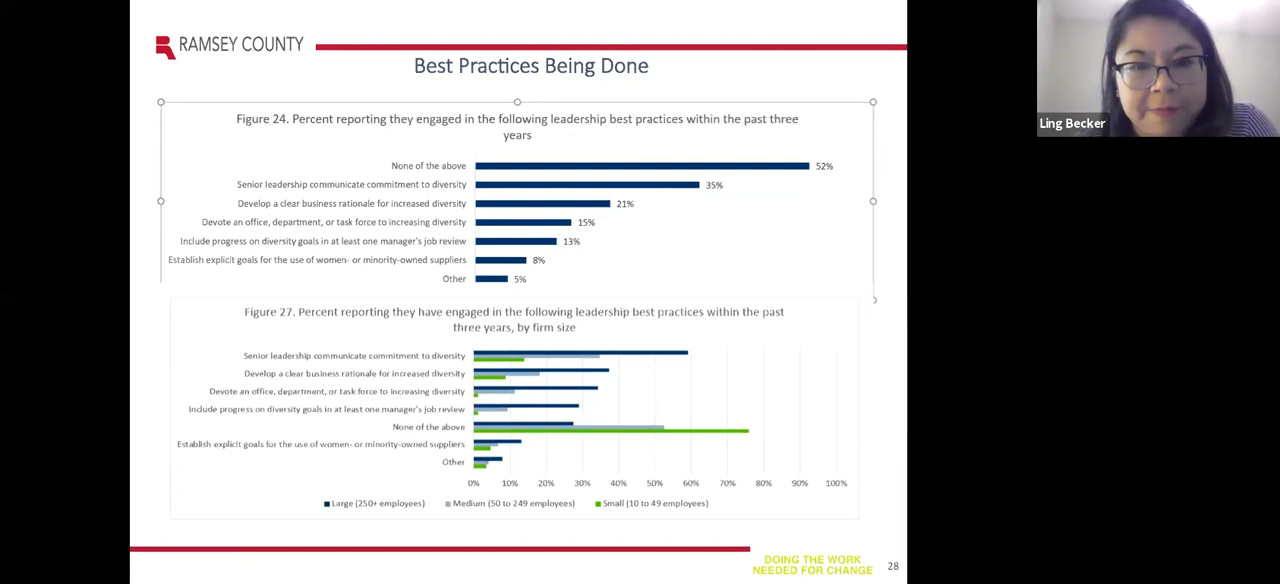 RAMSEY COUNTY
Best Practices Being Done
Ling Becker
Figure 24. Percent reporting they engaged in the following leadership best practices within the past three
years
None of the above 52%
Senior leadership communicate commitment to diversity 35%
Develop a clear business rationale for increased diversity 21%
Devote an office, department, or task force to increasing diversity 15%
Include progress on diversity goals in at least one manager's job review 13%
Establish explicit goals for the use of women- or minority-owned suppliers 8%
Other 5%
Figure 27. Percent reporting they have engaged in the following leadership best practices within the past
three years, by firm size
Senior leadership communicate commitment to diversity
Develop a clear business rationale for increased diversity
Devote an office, department, or task force to increasing diversity
Include progress on diversity goals in at least one manager's job review
None of the above
Establish explicit goals for the use of women- or minority-owned suppliers
Other
0% 10% 20% 30% 40% 50% 60% 70% 80% 90% 100%
Large (250+ employees) Medium (50 to 249 employees) Small (10 to 49 employees)
DOING THE WORK
NEEDED FOR CHANGE
28